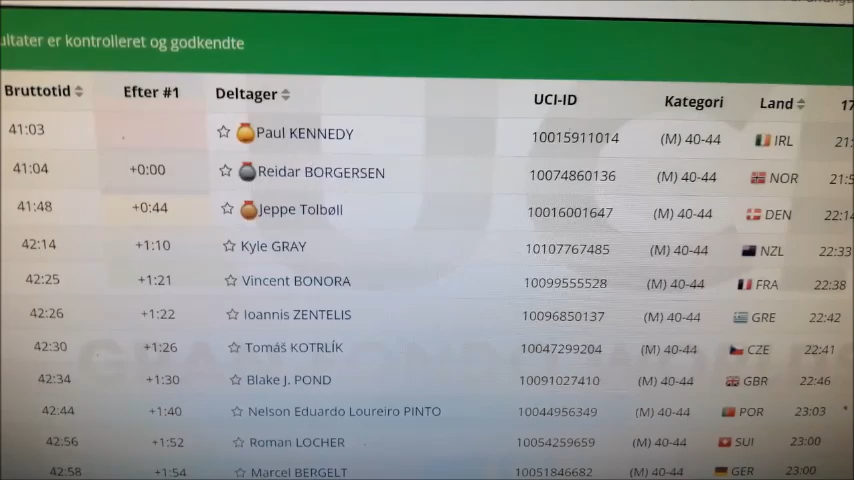 ultater er kontrolleret og godkendte
Bruttotid Efter #1 Deltager UCI-ID Kategori Land 17
41:03 Paul KENNEDY 10015911014 (M) 40-44 IRL 21:
41:04 +0:00 Reidar BORGERSEN 10074860136 (M) 40-44 NOR 21:5
41:48 +0:44 Jeppe Tolbøll 10016001647 (M) 40-44 DEN 22:14
42:14 +1:10 Kyle GRAY 10107767485 (M) 40-44 NZL 22:33
42:25 +1:21 Vincent BONORA 10099555528 (M) 40-44 FRA 22:38
42:26 +1:22 Ioannis ZENTELIS 10096850137 (M) 40-44 GRE 22:42
42:30 +1:26 Tomáš KOTRLÍK 10047299204 (M) 40-44 CZE 22:41
42:34 +1:30 Blake J. POND 10091027410 (M) 40-44 GBR 22:46
42:44 +1:40 Nelson Eduardo Loureiro PINTO 10044956349 (M) 40-44 POR 23:03
42:56 +1:52 Roman LOCHER 10054259659 (M) 40-44 SUI 23:00
42:58 +1:54 Marcel BERGELT 10051846682 (M) 40-44 GER 23:00